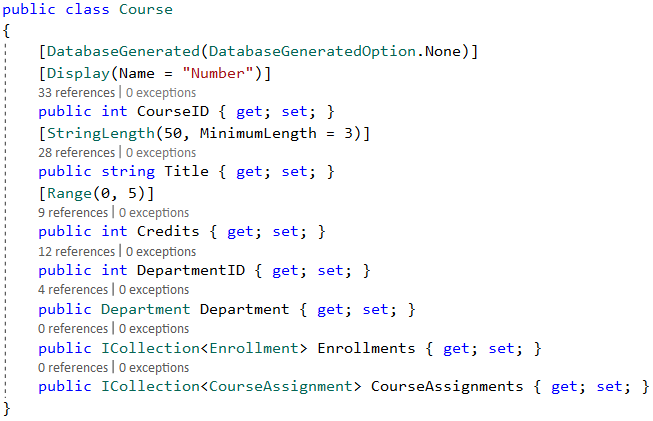 public class Course
{
[DatabaseGenerated(DatabaseGeneratedOption.None)]
[Display(Name = "Number")]
33 references | 0 exceptions
public int CourseID { get; set; }
[StringLength(50, MinimumLength = 3)]
28 references | 0 exceptions
public string Title { get; set; }
[Range(0, 5)]
9 references | 0 exceptions
public int Credits { get; set; }
12 references | 0 exceptions
public int DepartmentID { get; set; }
4 references | 0 exceptions
public Department Department { get; set; }
0 references | 0 exceptions
public ICollection<Enrollment> Enrollments { get; set; }
0 references | 0 exceptions
public ICollection<CourseAssignment> CourseAssignments { get; set; }
}